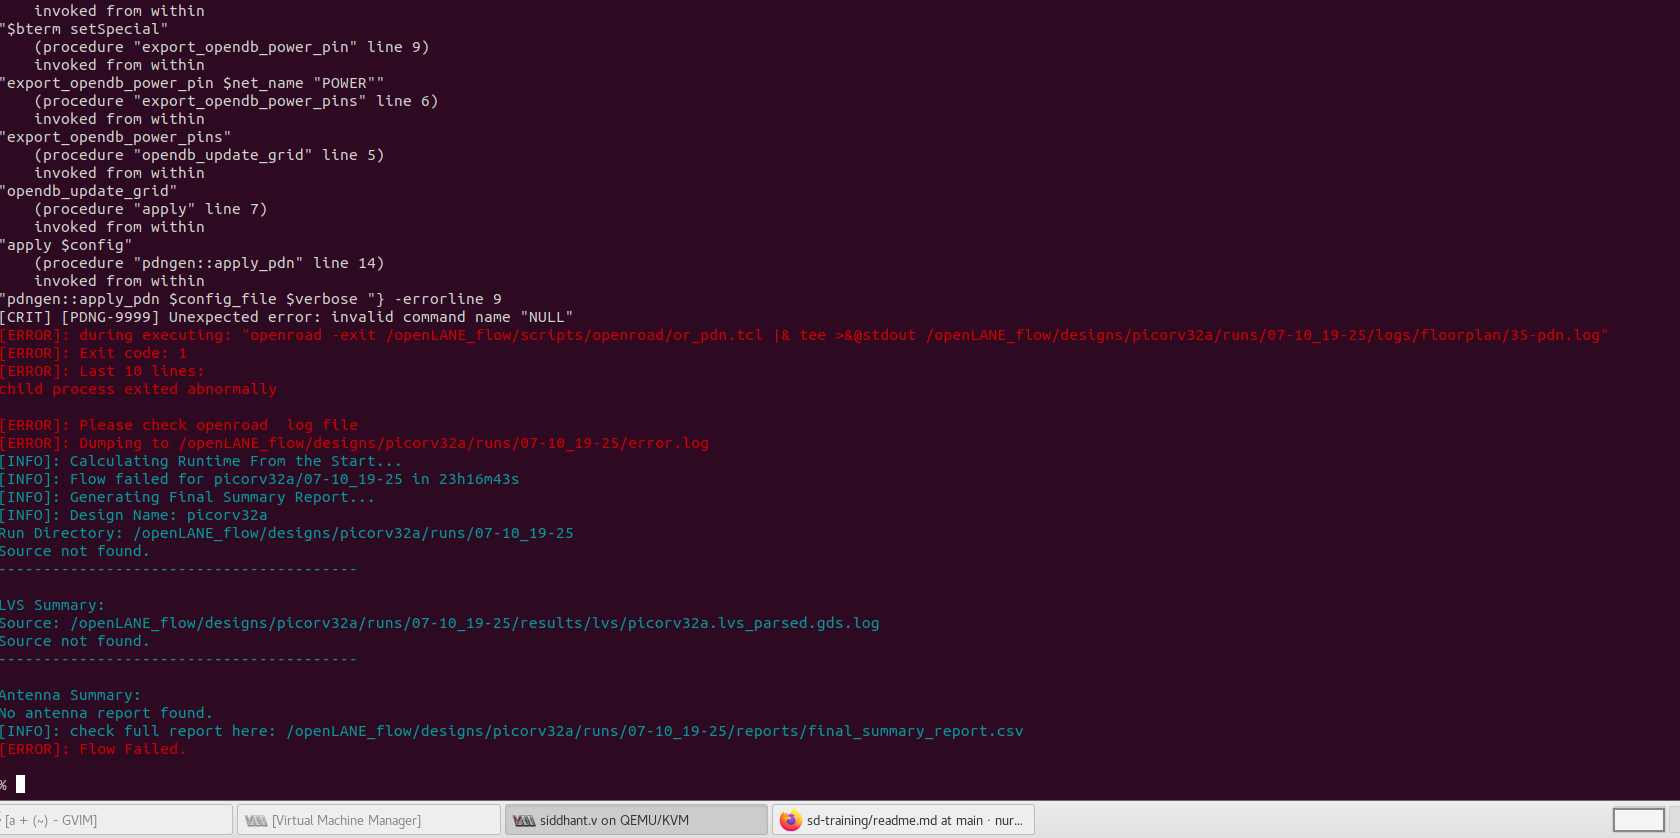 invoked from within
"$bterm setSpecial"
    (procedure "export_opendb_power_pin" line 9)
    invoked from within
"export_opendb_power_pin $net_name "POWER""
    (procedure "export_opendb_power_pins" line 6)
    invoked from within
"export_opendb_power_pins"
    (procedure "opendb_update_grid" line 5)
    invoked from within
"opendb_update_grid"
    (procedure "apply" line 7)
    invoked from within
"apply $config"
    (procedure "pdngen::apply_pdn" line 14)
    invoked from within
"pdngen::apply_pdn $config_file $verbose "} -errorline 9
[CRIT] [PDNG-9999] Unexpected error: invalid command name "NULL"
[ERROR]: during executing: "openroad -exit /openLANE_flow/scripts/openroad/or_pdn.tcl |& tee >&@stdout /openLANE_flow/designs/picorv32a/runs/07-10_19-25/logs/floorplan/35-pdn.log"
[ERROR]: Exit code: 1
[ERROR]: Last 10 lines:
child process exited abnormally
[ERROR]: Please check openroad  log file
[ERROR]: Dumping to /openLANE_flow/designs/picorv32a/runs/07-10_19-25/error.log
[INFO]: Calculating Runtime From the Start...
[INFO]: Flow failed for picorv32a/07-10_19-25 in 23h16m43s
[INFO]: Generating Final Summary Report...
[INFO]: Design Name: picorv32a
Run Directory: /openLANE_flow/designs/picorv32a/runs/07-10_19-25
Source not found.
----------------------------------------
LVS Summary:
Source: /openLANE_flow/designs/picorv32a/runs/07-10_19-25/results/lvs/picorv32a.lvs_parsed.gds.log
Source not found.
----------------------------------------
Antenna Summary:
No antenna report found.
[INFO]: check full report here: /openLANE_flow/designs/picorv32a/runs/07-10_19-25/reports/final_summary_report.csv
[ERROR]: Flow Failed.
%
[a + (~) - GVIM]
[Virtual Machine Manager]
siddhant.v on QEMU/KVM
sd-training/readme.md at main · nur...